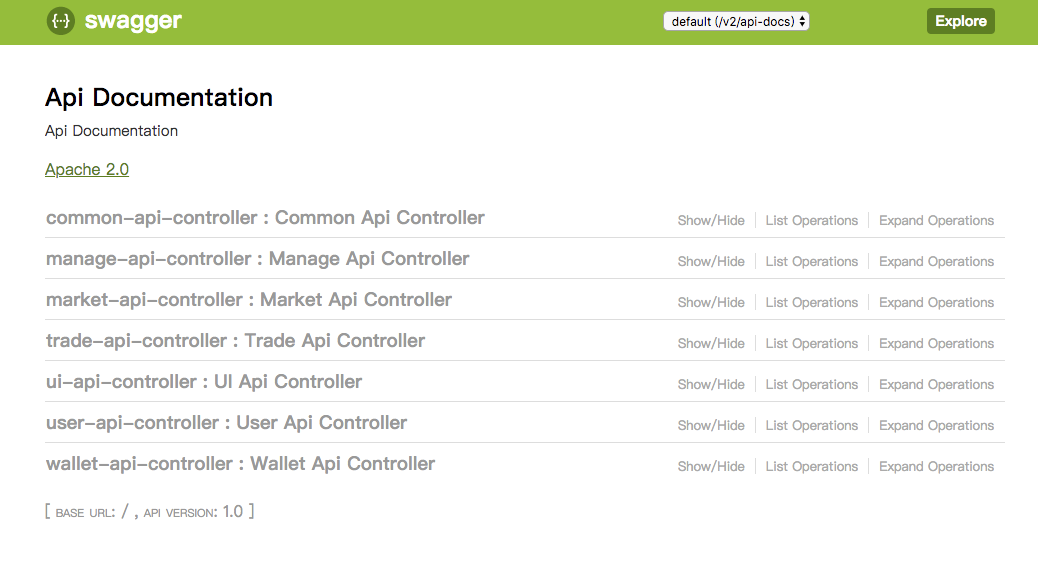 {···} swagger default (/v2/api-docs) Explore
Api Documentation
Api Documentation
Apache 2.0
common-api-controller : Common Api Controller Show/Hide List Operations Expand Operations
manage-api-controller : Manage Api Controller Show/Hide List Operations Expand Operations
market-api-controller : Market Api Controller Show/Hide List Operations Expand Operations
trade-api-controller : Trade Api Controller Show/Hide List Operations Expand Operations
ui-api-controller : UI Api Controller Show/Hide List Operations Expand Operations
user-api-controller : User Api Controller Show/Hide List Operations Expand Operations
wallet-api-controller : Wallet Api Controller Show/Hide List Operations Expand Operations
[ BASE URL: / , API VERSION: 1.0 ]